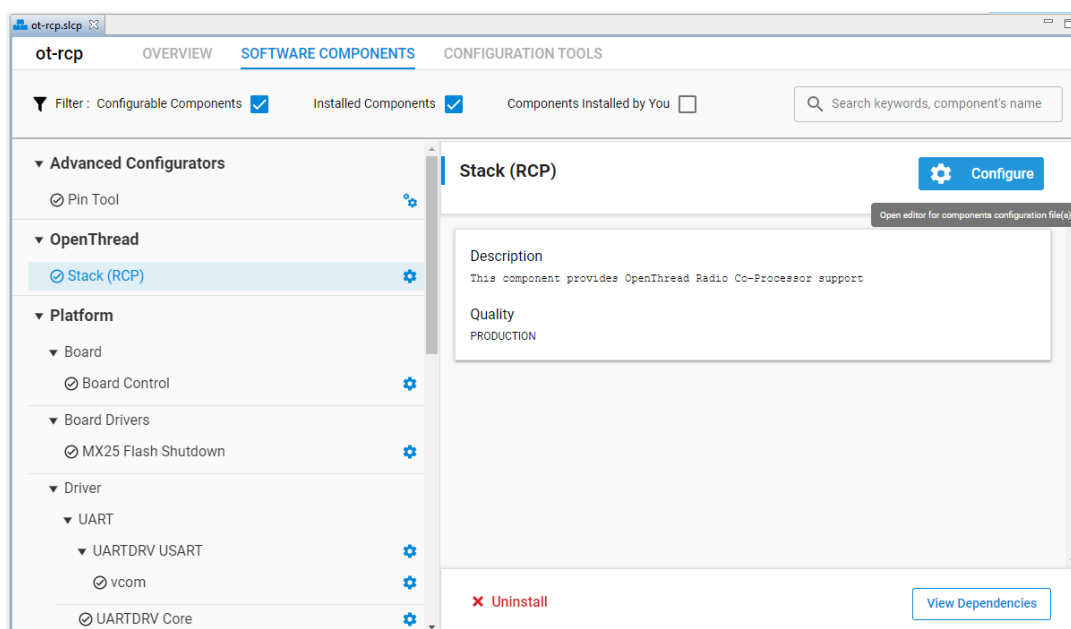 ot-rcp.slcp
ot-rcp OVERVIEW SOFTWARE COMPONENTS CONFIGURATION TOOLS
Filter : Configurable Components Installed Components Components Installed by You Search keywords, component's name
Advanced Configurators
Pin Tool
OpenThread
Stack (RCP)
Platform
Board
Board Control
Board Drivers
MX25 Flash Shutdown
Driver
UART
UARTDRV USART
vcom
UARTDRV Core
Stack (RCP)
Configure
Open editor for components configuration file(s)
Description
This component provides OpenThread Radio Co-Processor support
Quality
PRODUCTION
Uninstall
View Dependencies